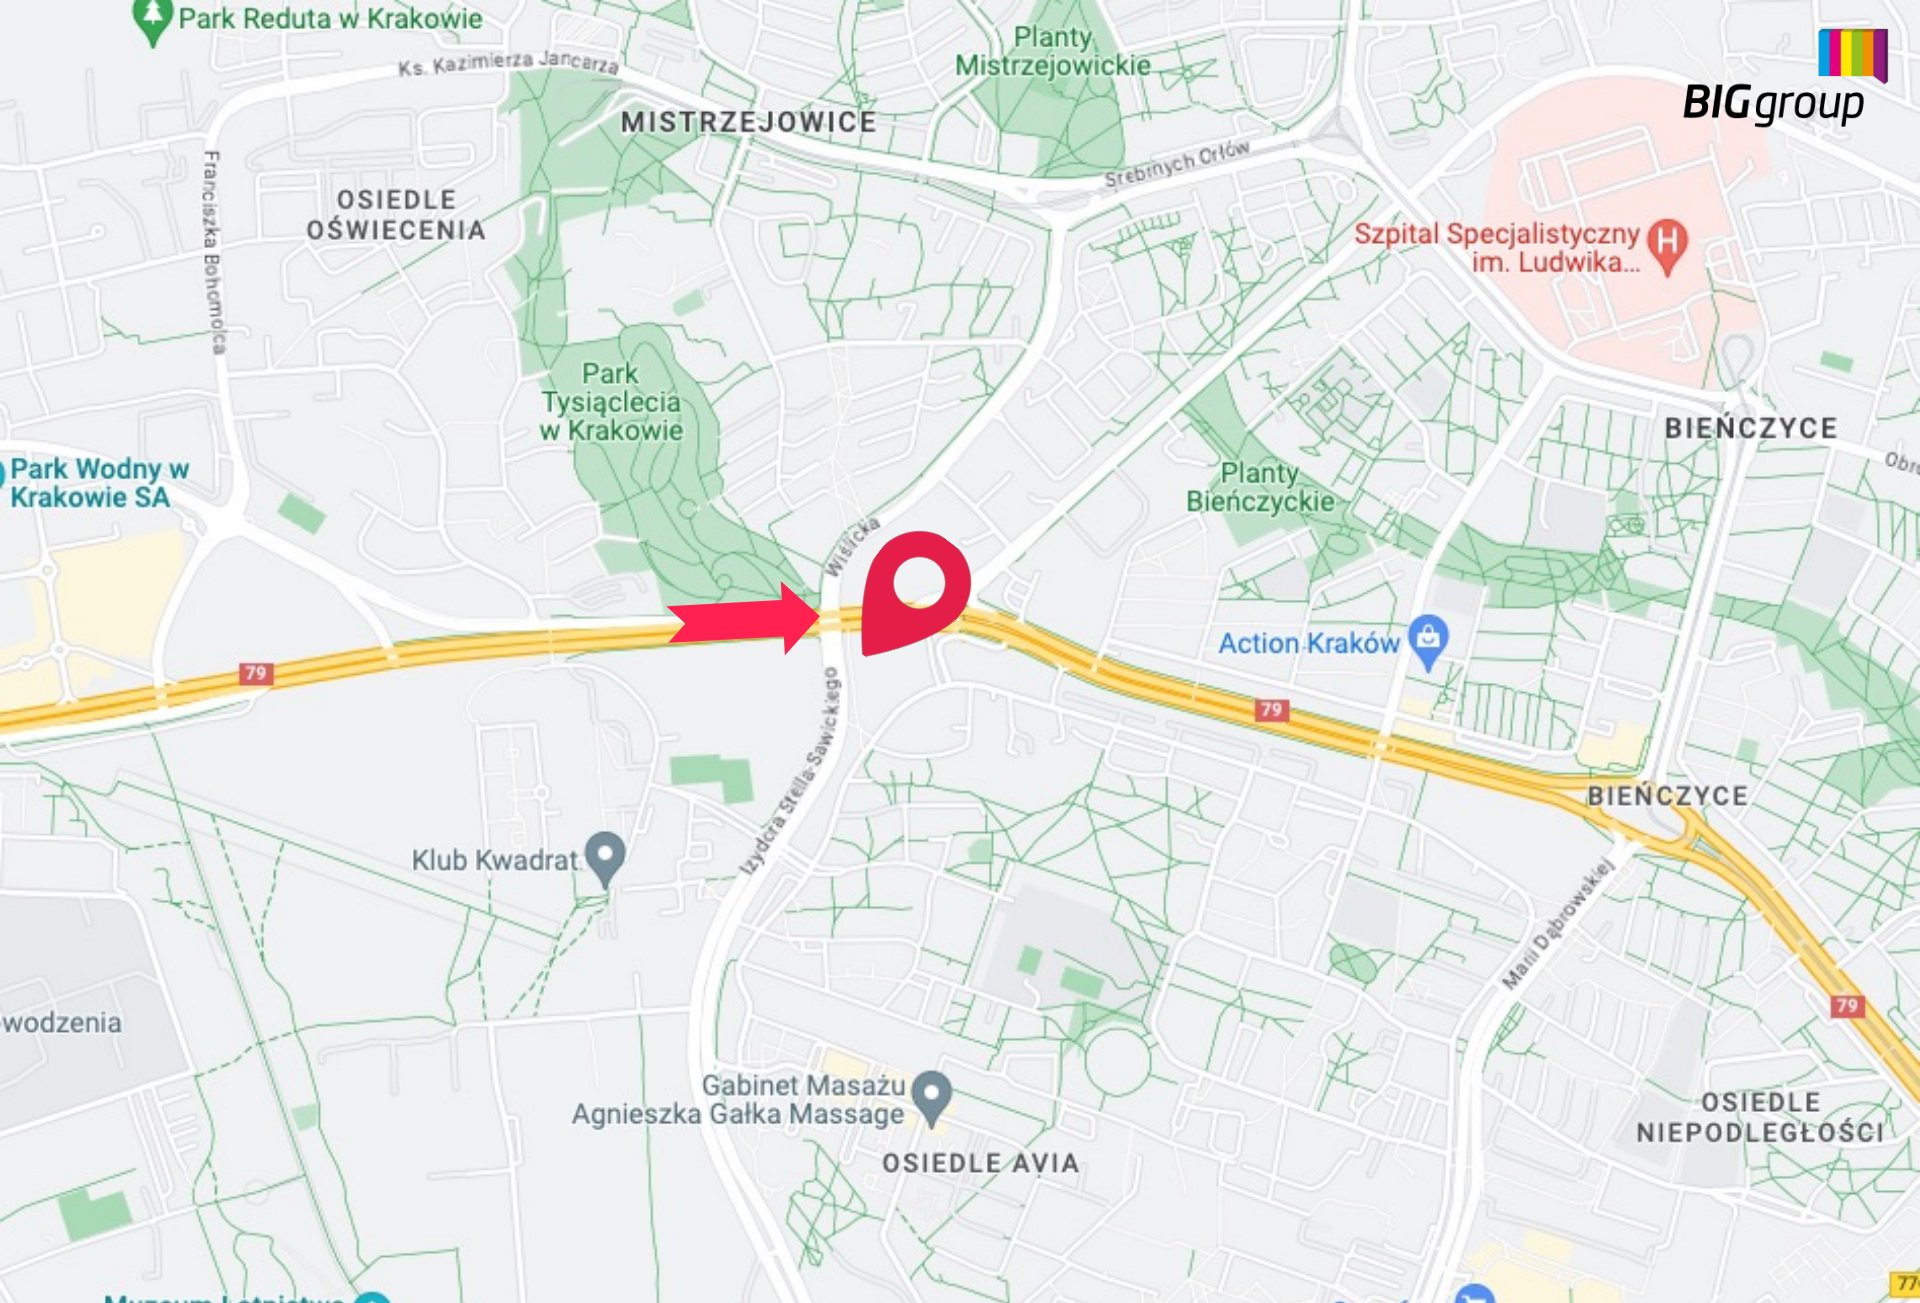 Park Reduta w Krakowie
Ks. Kazimierza Jancarza
Planty
Mistrzejowickie
BIGgroup
MISTRZEJOWICE
Srebrnych Orłów
OSIEDLE
OŚWIECENIA
Franciszka Bohomolca
Szpital Specjalistyczny
im. Ludwika...
H
Park
Tysiąclecia
w Krakowie
BIEŃCZYCE
Park Wodny w
Krakowie SA
Planty
Bieńczyckie
Wiślicka
Action Kraków
79
79
Izydora Stella-Sawickiego
BIEŃCZYCE
Klub Kwadrat
Marii Dąbrowskiej
79
Gabinet Masażu
Agnieszka Gałka Massage
OSIEDLE
NIEPODLEGŁOŚCI
OSIEDLE AVIA